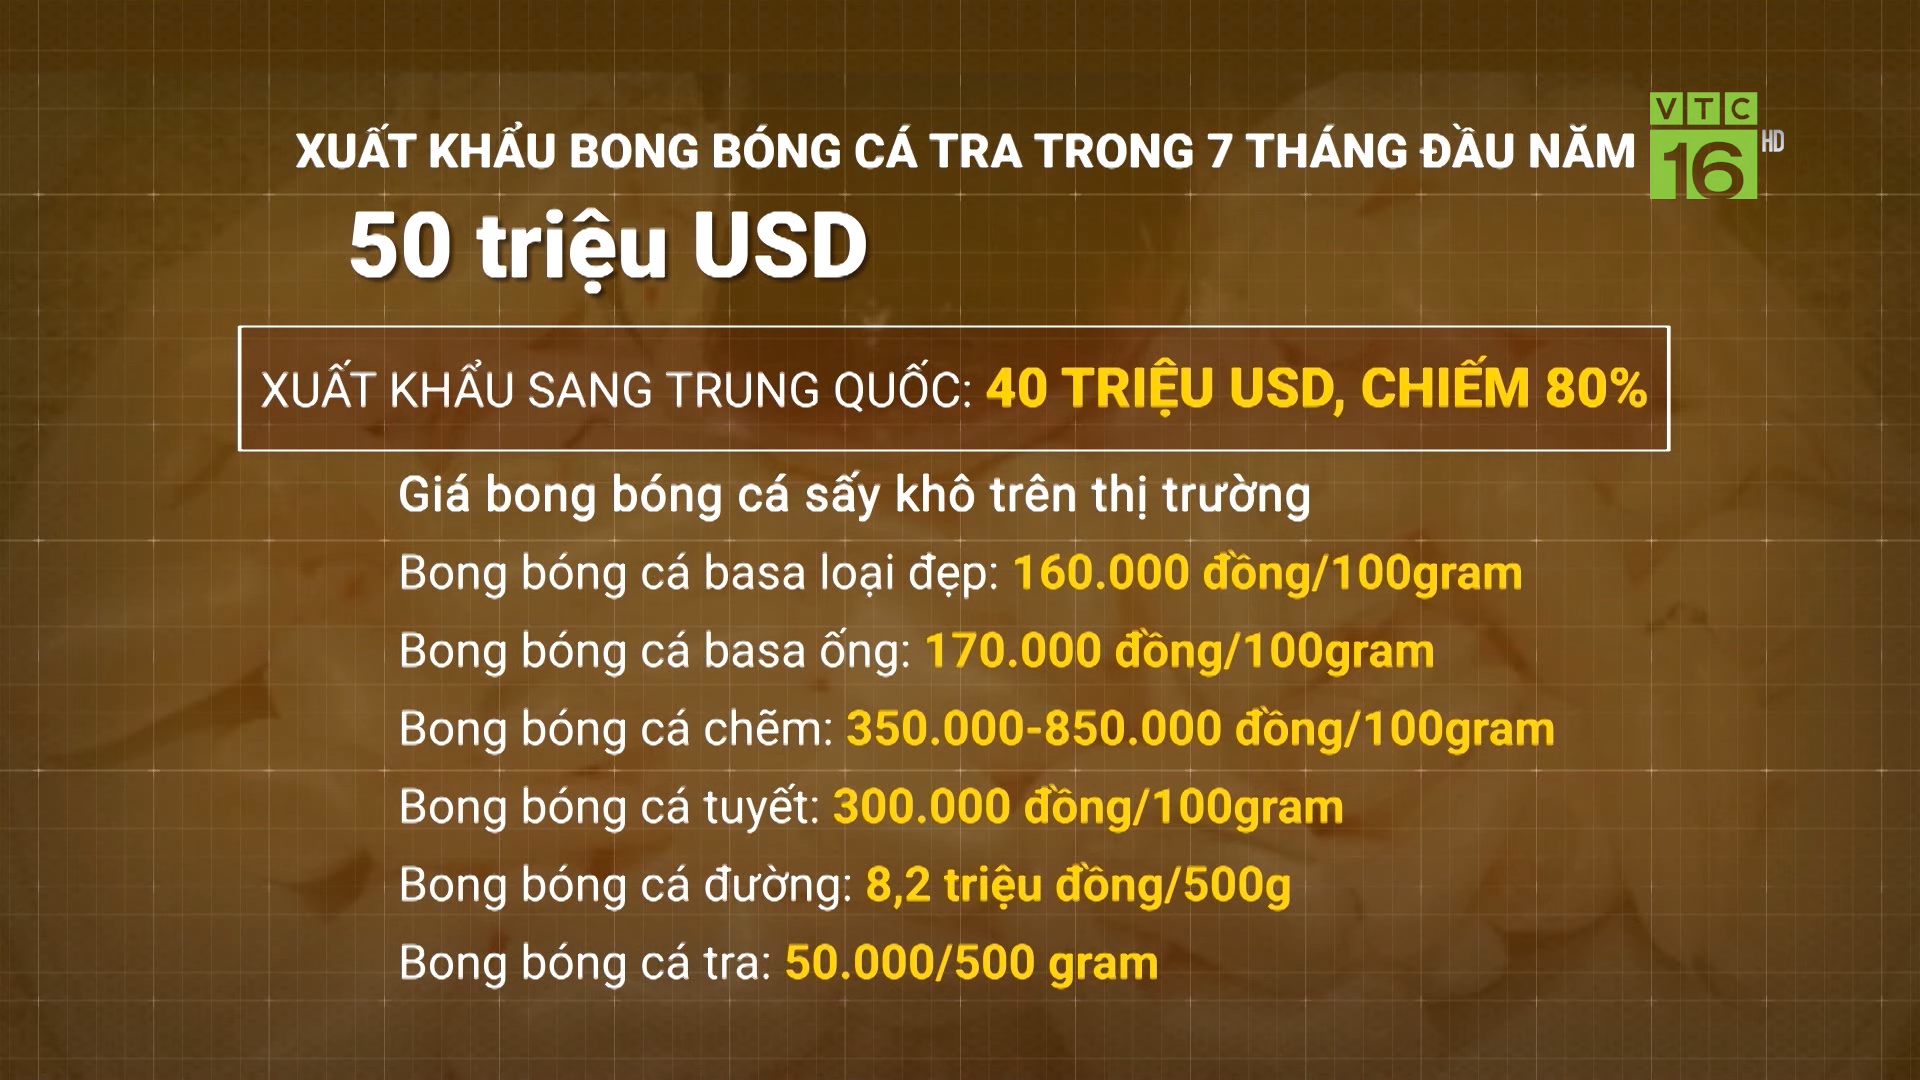 VTC
16 HD
XUẤT KHẨU BONG BÓNG CÁ TRA TRONG 7 THÁNG ĐẦU NĂM
50 triệu USD
XUẤT KHẨU SANG TRUNG QUỐC: 40 TRIỆU USD, CHIẾM 80%
Giá bong bóng cá sấy khô trên thị trường
Bong bóng cá basa loại đẹp: 160.000 đồng/100gram
Bong bóng cá basa ống: 170.000 đồng/100gram
Bong bóng cá chẽm: 350.000-850.000 đồng/100gram
Bong bóng cá tuyết: 300.000 đồng/100gram
Bong bóng cá đường: 8,2 triệu đồng/500g
Bong bóng cá tra: 50.000/500 gram